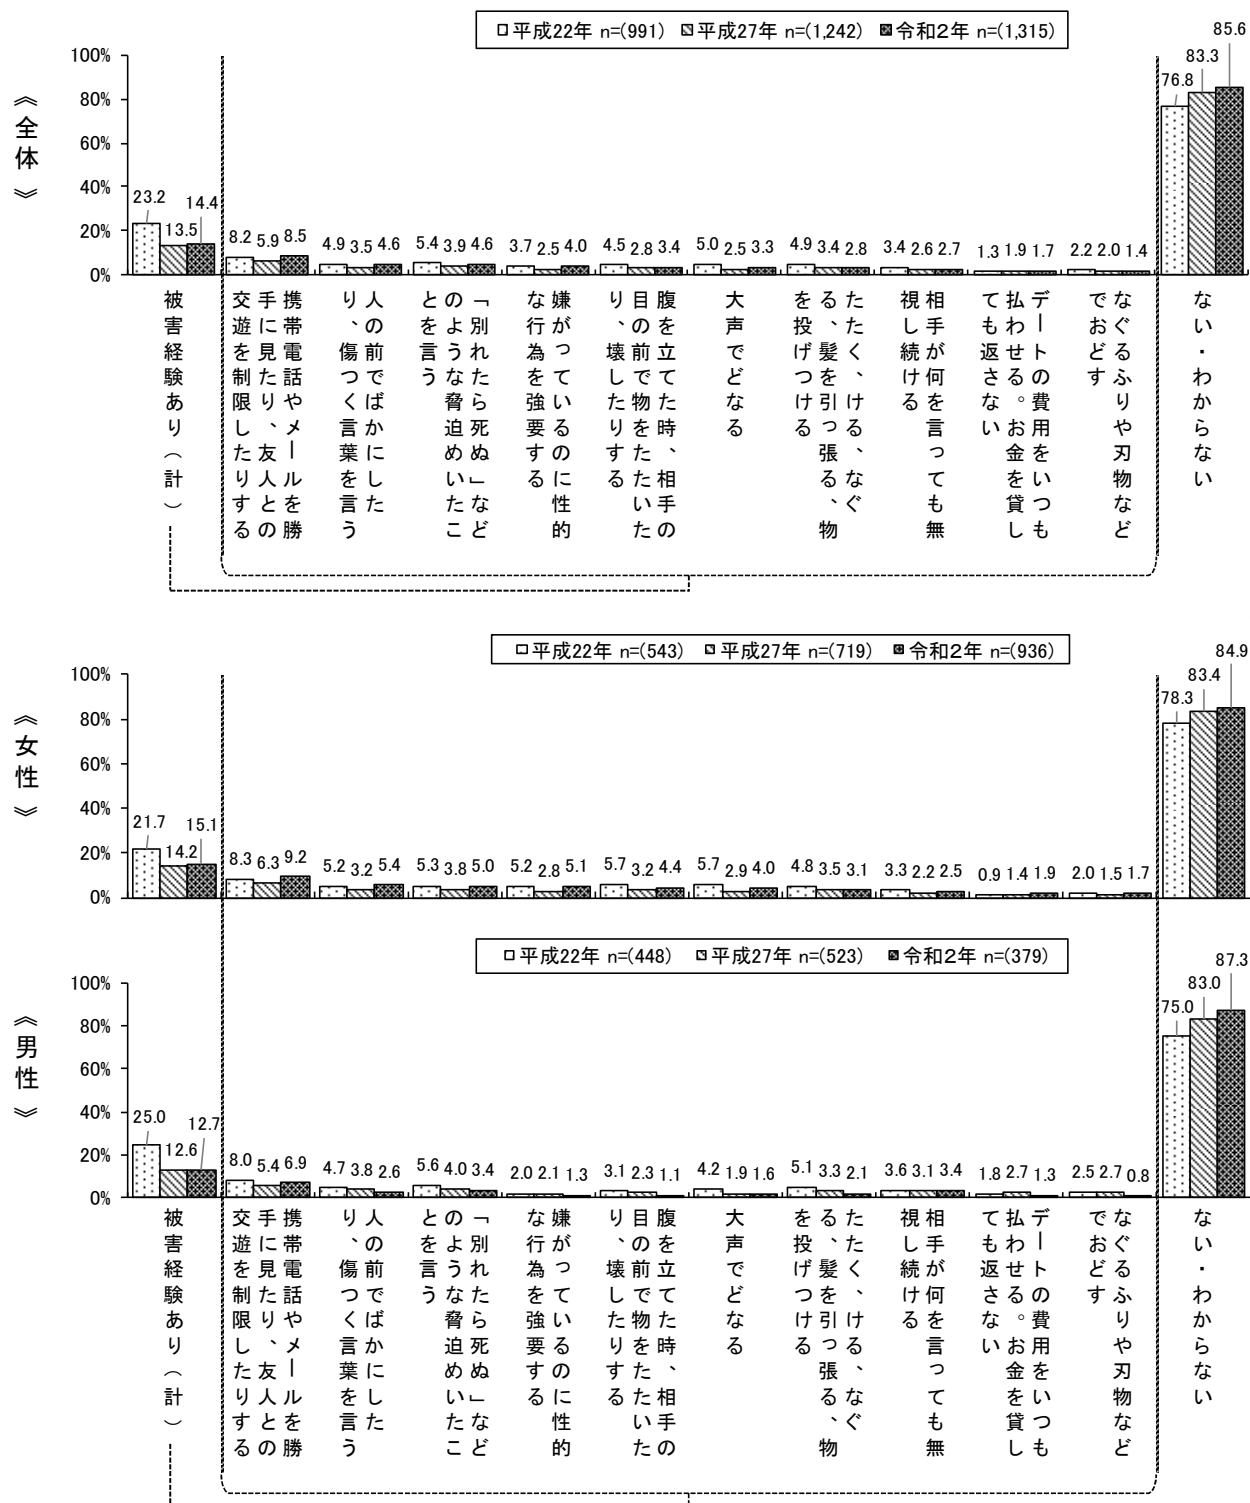 平成22年 n=(991) 平成27年 n=(1,242) 令和2年 n=(1,315)
《全体》
100%
80%
60%
40%
20%
0%
23.2 13.5 14.4
8.2 5.9 8.5
4.9 3.5 4.6
5.4 3.9 4.6
3.7 2.5 4.0
4.5 2.8 3.4
5.0 2.5 3.3
4.9 3.4 2.8
3.4 2.6 2.7
1.3 1.9 1.7
2.2 2.0 1.4
76.8 83.3 85.6
被害経験あり（計）
携帯電話やメールを勝
手に見たり、友人との
交遊を制限したりする
人の前でばかにした
り、傷つく言葉を言う
「別れたら死ぬ」など
のような脅迫めいたこ
とを言う
嫌がっているのに性的
な行為を強要する
腹を立てた時、相手の
目の前で物をたたいた
り、壊したりする
大声でどなる
たたく、ける、なぐ
る、髪を引っ張る、物
を投げつける
相手が何を言っても無
視し続ける
デートの費用をいつも
払わせる。お金を貸し
ても返さない
なぐるふりや刃物など
でおどす
ない・わからない
平成22年 n=(543) 平成27年 n=(719) 令和2年 n=(936)
《女性》
100%
80%
60%
40%
20%
0%
21.7 14.2 15.1
8.3 6.3 9.2
5.2 3.2 5.4
5.3 3.8 5.0
5.2 2.8 5.1
5.7 3.2 4.4
5.7 2.9 4.0
4.8 3.5 3.1
3.3 2.2 2.5
0.9 1.4 1.9
2.0 1.5 1.7
78.3 83.4 84.9
平成22年 n=(448) 平成27年 n=(523) 令和2年 n=(379)
《男性》
100%
80%
60%
40%
20%
0%
25.0 12.6 12.7
8.0 5.4 6.9
4.7 3.8 2.6
5.6 4.0 3.4
2.0 2.1 1.3
3.1 2.3 1.1
4.2 1.9 1.6
5.1 3.3 2.1
3.6 3.1 3.4
1.8 2.7 1.3
2.5 2.7 0.8
75.0 83.0 87.3
被害経験あり（計）
携帯電話やメールを勝
手に見たり、友人との
交遊を制限したりする
人の前でばかにした
り、傷つく言葉を言う
「別れたら死ぬ」など
のような脅迫めいたこ
とを言う
嫌がっているのに性的
な行為を強要する
腹を立てた時、相手の
目の前で物をたたいた
り、壊したりする
大声でどなる
たたく、ける、なぐ
る、髪を引っ張る、物
を投げつける
相手が何を言っても無
視し続ける
デートの費用をいつも
払わせる。お金を貸し
ても返さない
なぐるふりや刃物など
でおどす
ない・わからない